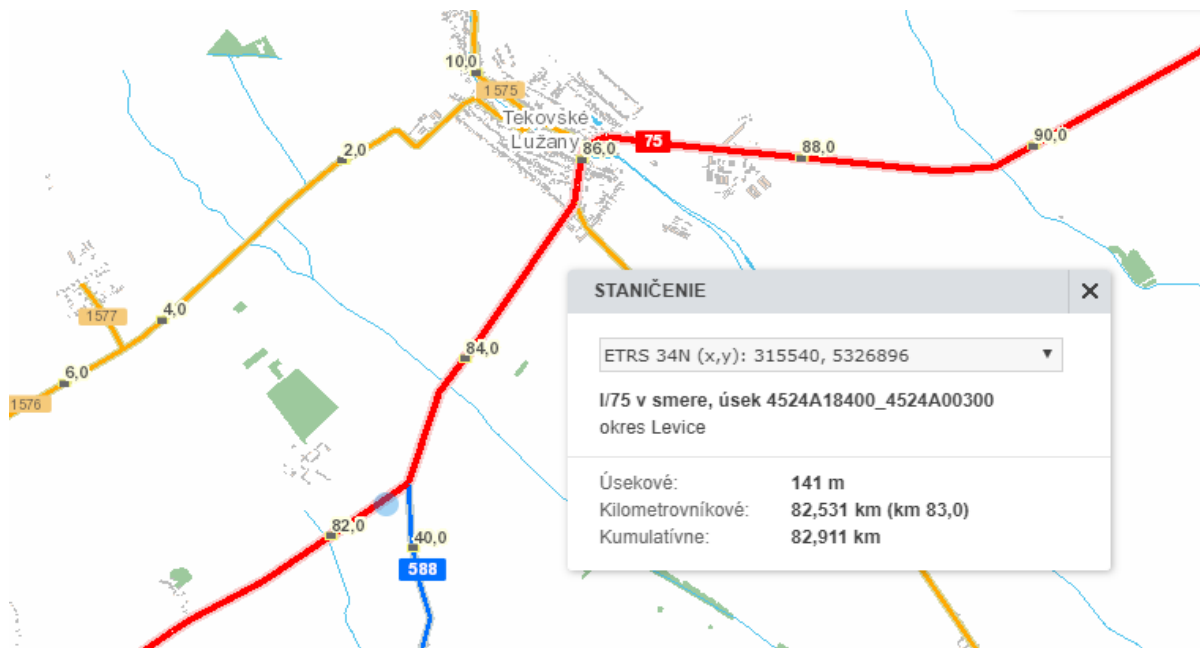 10,0
1575
Tekovské
Lužany
2,0
86,0
75
88,0
90,0
1577
4,0
6,0
1576
84,0
82,0
40,0
588
STANIČENIE
ETRS 34N (x,y): 315540, 5326896
I/75 v smere, úsek 4524A18400_4524A00300
okres Levice
Úsekové: 141 m
Kilometrovníkové: 82,531 km (km 83,0)
Kumulatívne: 82,911 km